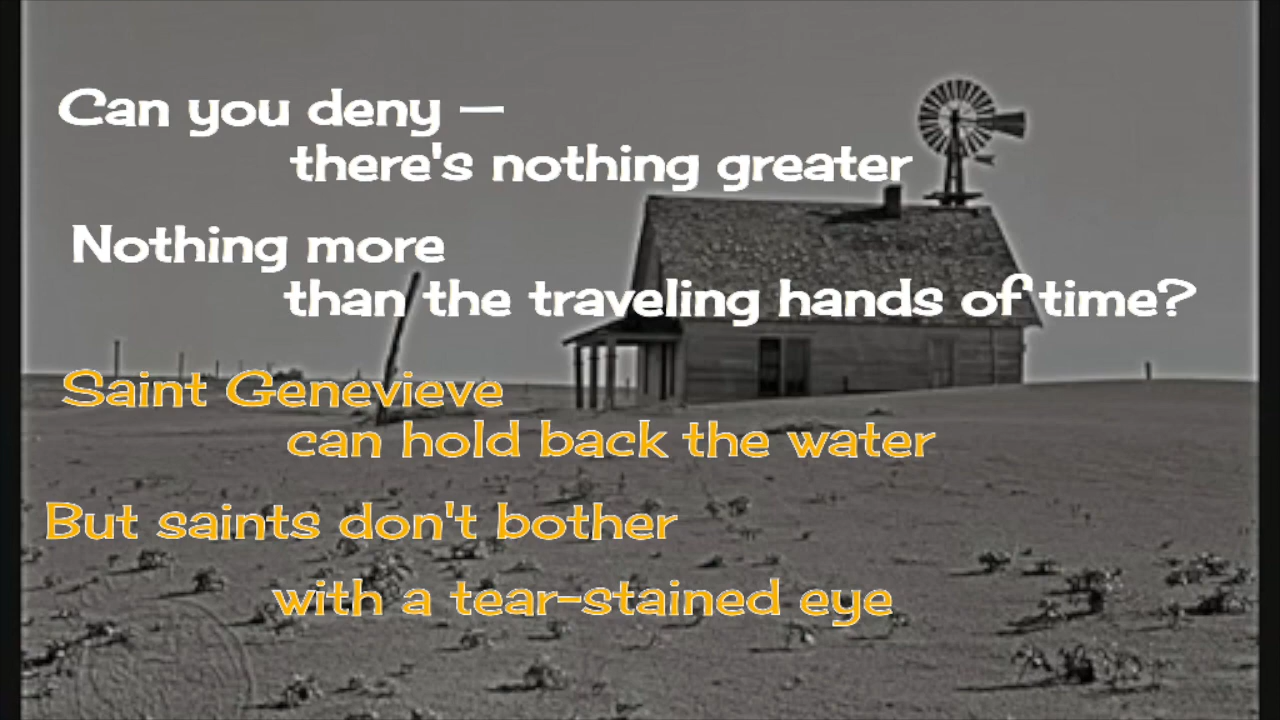 Can you deny —
there's nothing greater
Nothing more
than the traveling hands of time?
Saint Genevieve
can hold back the water
But saints don't bother
with a tear-stained eye